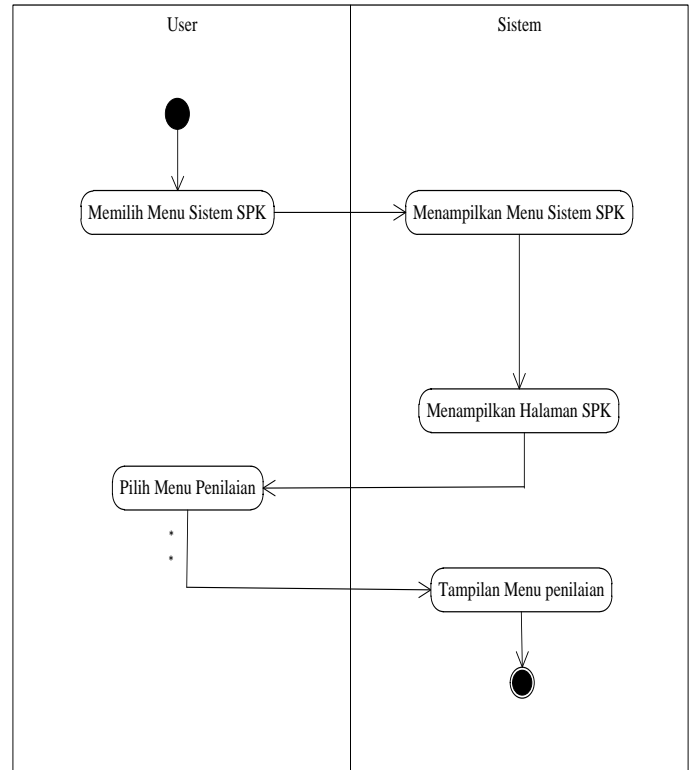 User
Sistem
Memilih Menu Sistem SPK
Menampilkan Menu Sistem SPK
Menampilkan Halaman SPK
Pilih Menu Penilaian
*
*
Tampilan Menu penilaian